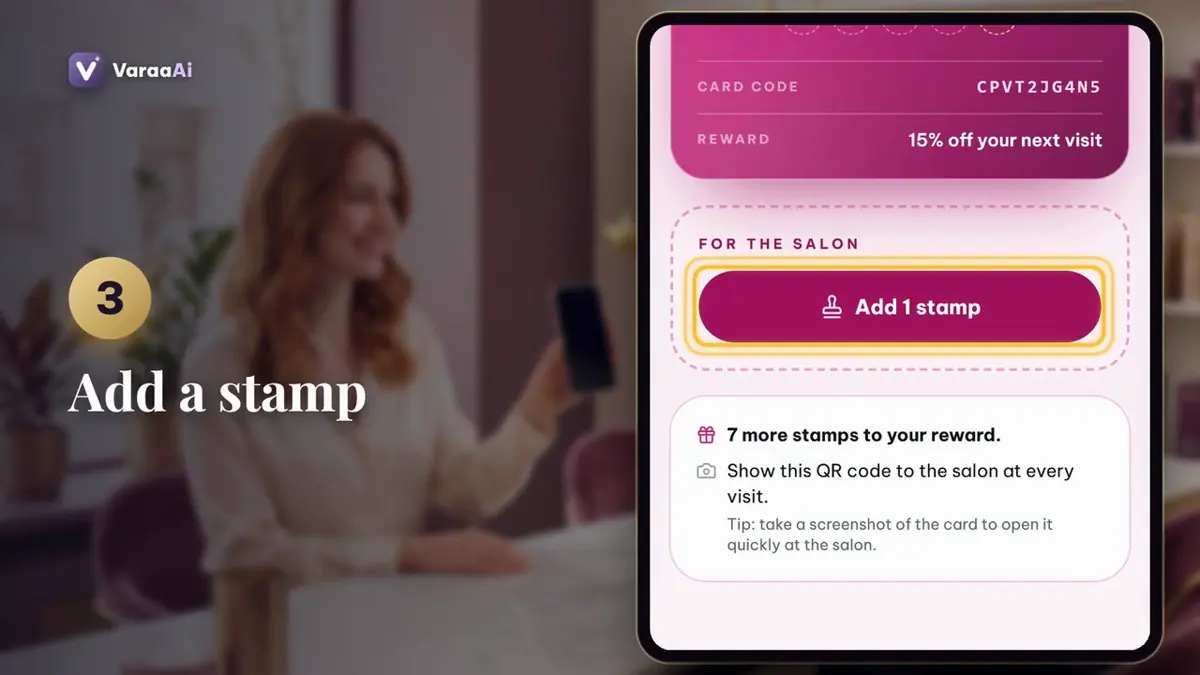 VaraaAi
3
Add a stamp
CARD CODE CPVT2JG4N5
REWARD 15% off your next visit
FOR THE SALON
Add 1 stamp
7 more stamps to your reward.
Show this QR code to the salon at every
visit.
Tip: take a screenshot of the card to open it
quickly at the salon.